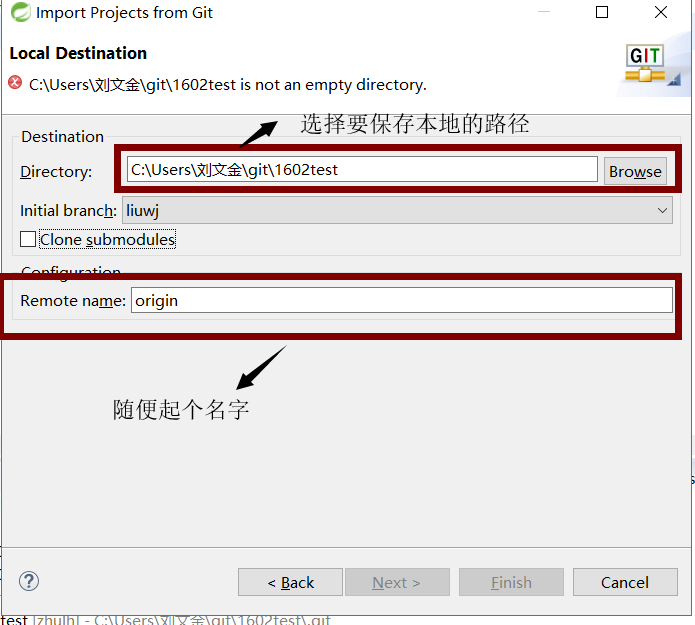 Import Projects from Git
Local Destination
GIT
C:\Users\刘文金\git\1602test is not an empty directory.
选择要保存本地的路径
Destination
Directory: C:\Users\刘文金\git\1602test Browse
Initial branch: liuwj
Clone submodules
Configuration
Remote name: origin
随便起个名字
< Back Next > Finish Cancel
test [zhulh] - C:\Users\刘文金\git\1602test\.git